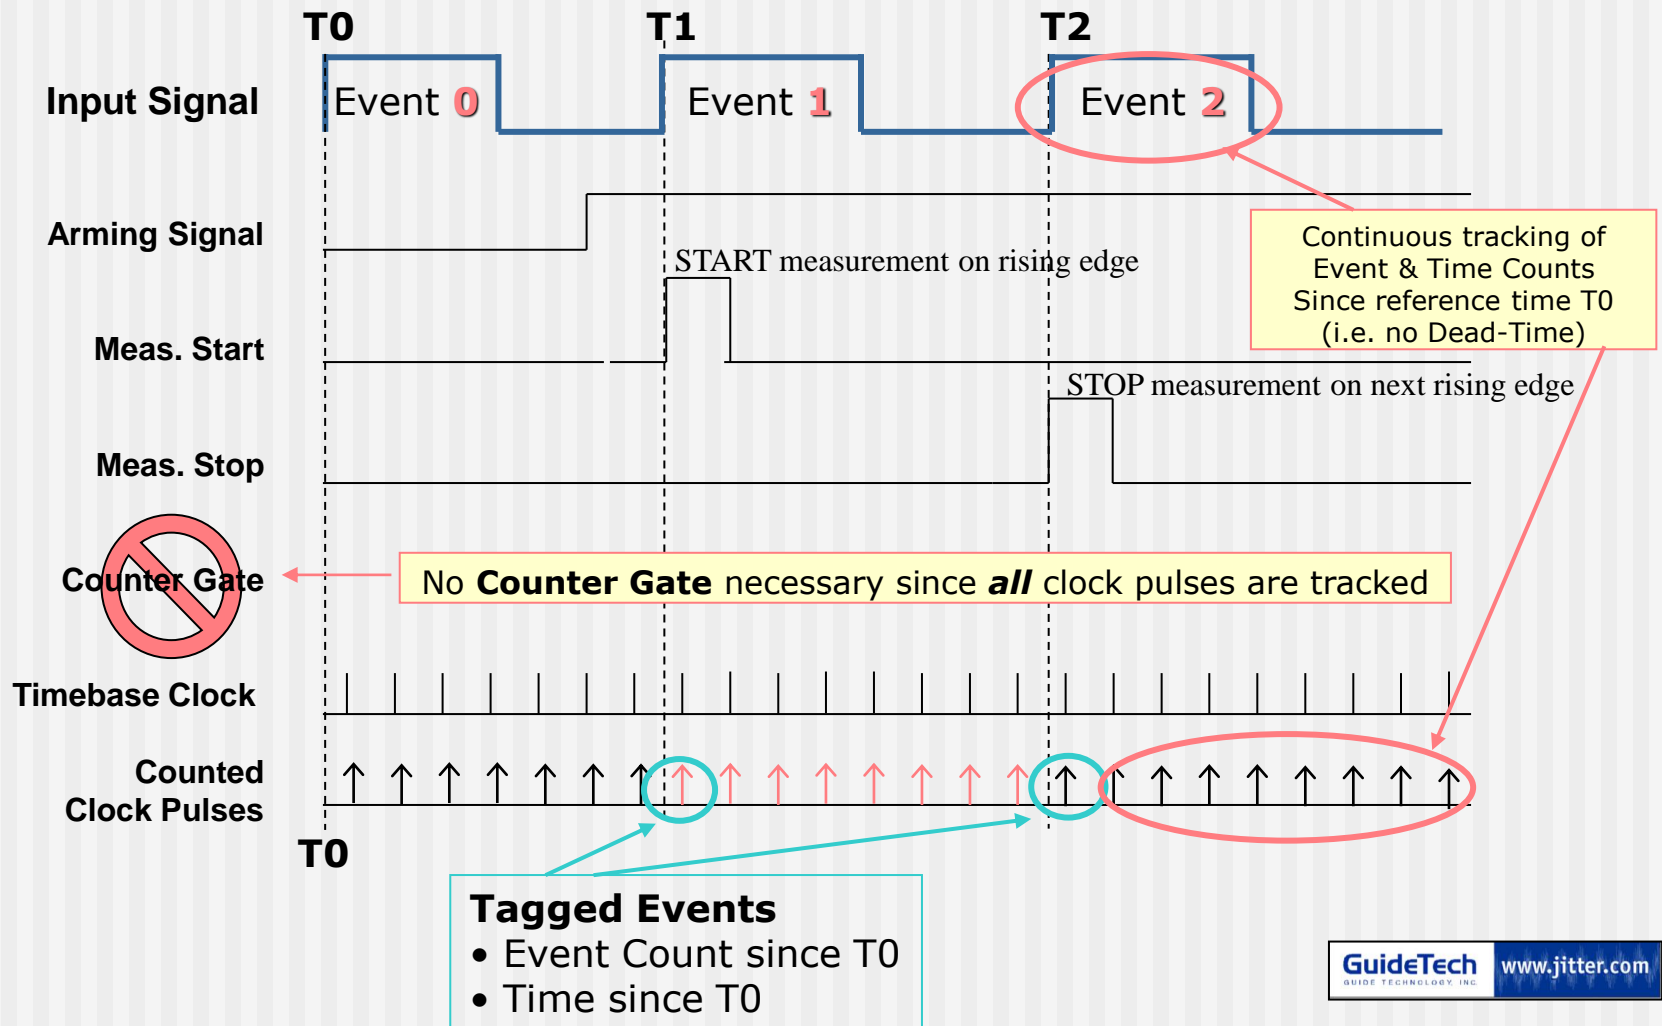 T0 T1 T2
Input Signal
Event 0
Event 1
Event 2
Arming Signal
START measurement on rising edge
Continuous tracking of
Event & Time Counts
Since reference time T0
(i.e. no Dead-Time)
Meas. Start
STOP measurement on next rising edge
Meas. Stop
Counter Gate
No Counter Gate necessary since all clock pulses are tracked
Timebase Clock
Counted
Clock Pulses
T0
Tagged Events
• Event Count since T0
• Time since T0
GuideTech
GUIDE TECHNOLOGY, INC.
www.jitter.com